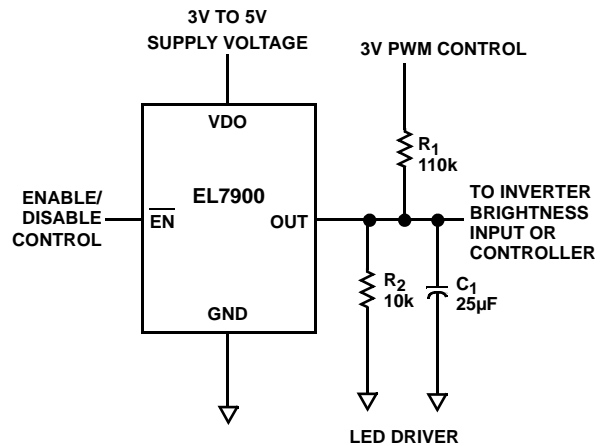 3V TO 5V
SUPPLY VOLTAGE
3V PWM CONTROL
VDO
R1
110k
ENABLE/
DISABLE
CONTROL
EN
EL7900
OUT
TO INVERTER
BRIGHTNESS
INPUT OR
CONTROLLER
R2
10k
C1
25µF
GND
LED DRIVER